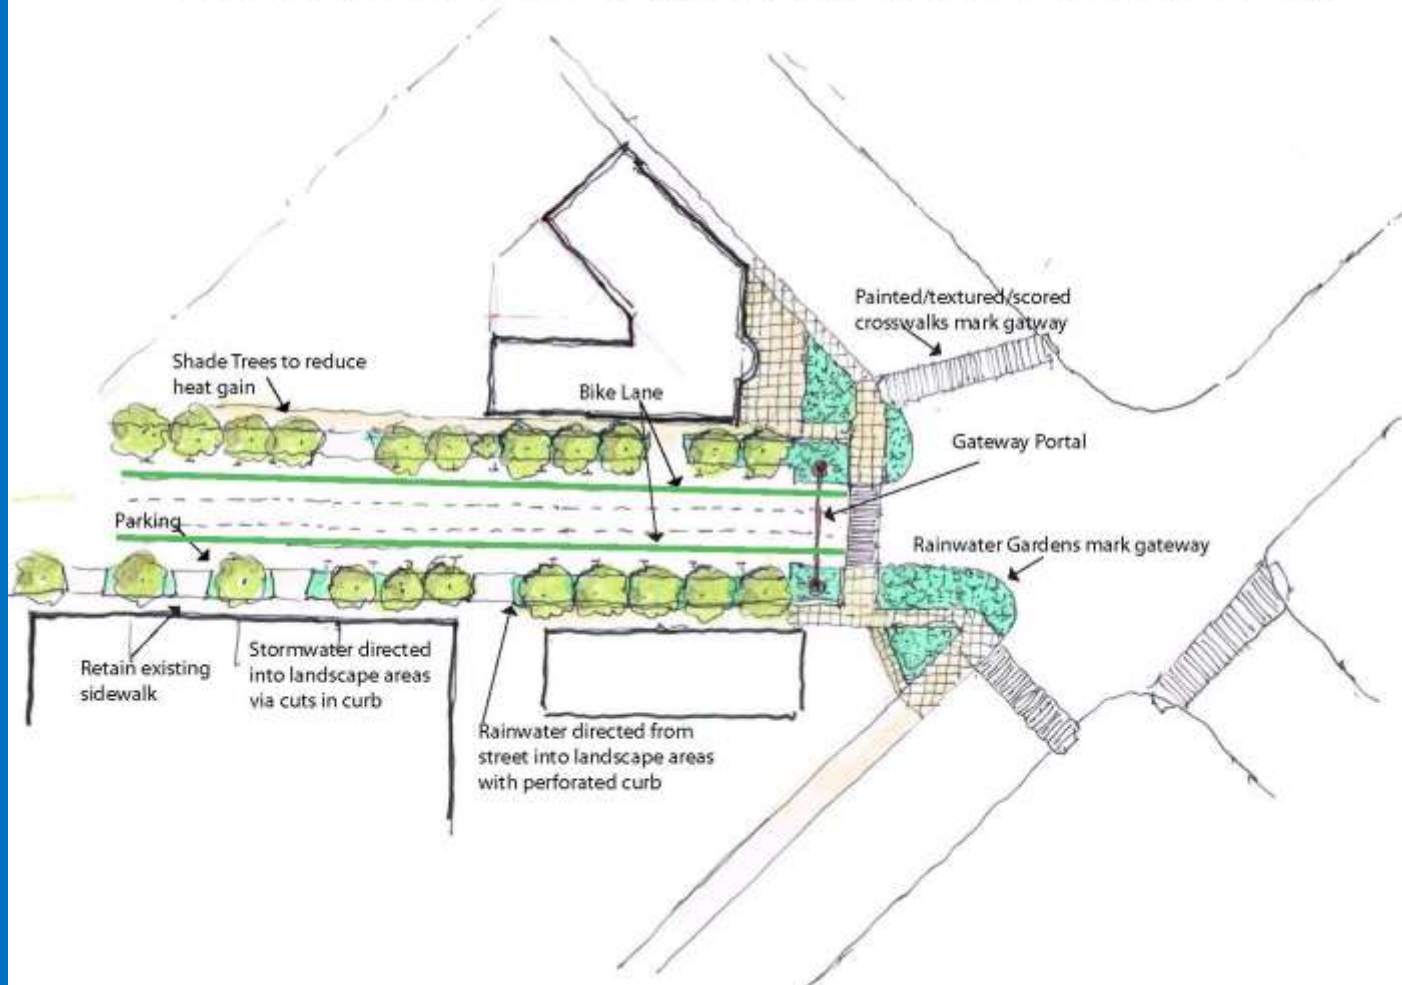 Painted/textured/scored
crosswalks mark gatway
Shade Trees to reduce
heat gain
Bike Lane
Gateway Portal
Parking
Rainwater Gardens mark gateway
Retain existing
sidewalk
Stormwater directed
into landscape areas
via cuts in curb
Rainwater directed from
street into landscape areas
with perforated curb